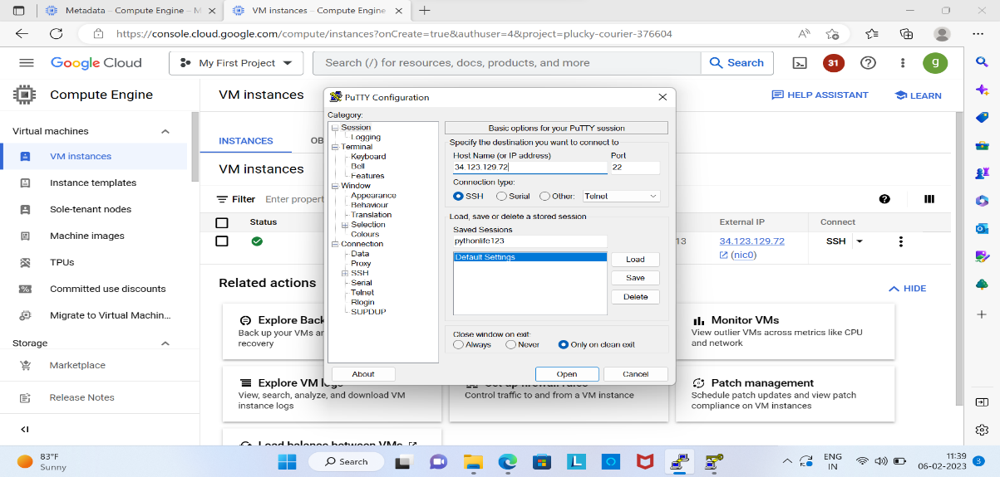 Metadata – Compute Engine – M
VM instances – Compute Engine
https://console.cloud.google.com/compute/instances?onCreate=true&authuser=4&project=plucky-courier-376604
Google Cloud
My First Project
Search (/) for resources, docs, products, and more
Search
31
g
Compute Engine
VM instances
HELP ASSISTANT
LEARN
Virtual machines
VM instances
Instance templates
Sole-tenant nodes
Machine images
TPUs
Committed use discounts
Migrate to Virtual Machin...
Storage
Marketplace
Release Notes
INSTANCES
OB
VM instances
Filter Enter propert
Status
External IP
Connect
13
34.123.129.72
(nic0)
SSH
Related actions
HIDE
Explore Back
Back up your VMs an
recovery
Monitor VMs
View outlier VMs across metrics like CPU
and network
Explore VM logs
View, search, analyze, and download VM
instance logs
Set up firewall rules
Control traffic to and from a VM instance
Patch management
Schedule patch updates and view patch
compliance on VM instances
Load balance between VMs
PuTTY Configuration
Category:
Session
Logging
Terminal
Keyboard
Bell
Features
Window
Appearance
Behaviour
Translation
Selection
Colours
Connection
Data
Proxy
SSH
Serial
Telnet
Rlogin
SUPDUP
Basic options for your PuTTY session
Specify the destination you want to connect to
Host Name (or IP address)
Port
34.123.129.72
22
Connection type:
SSH
Serial
Other:
Telnet
Load, save or delete a stored session
Saved Sessions
pythonlife123
Default Settings
Load
Save
Delete
Close window on exit:
Always
Never
Only on clean exit
About
Open
Cancel
83°F
Sunny
Search
ENG
IN
11:39
06-02-2023
3